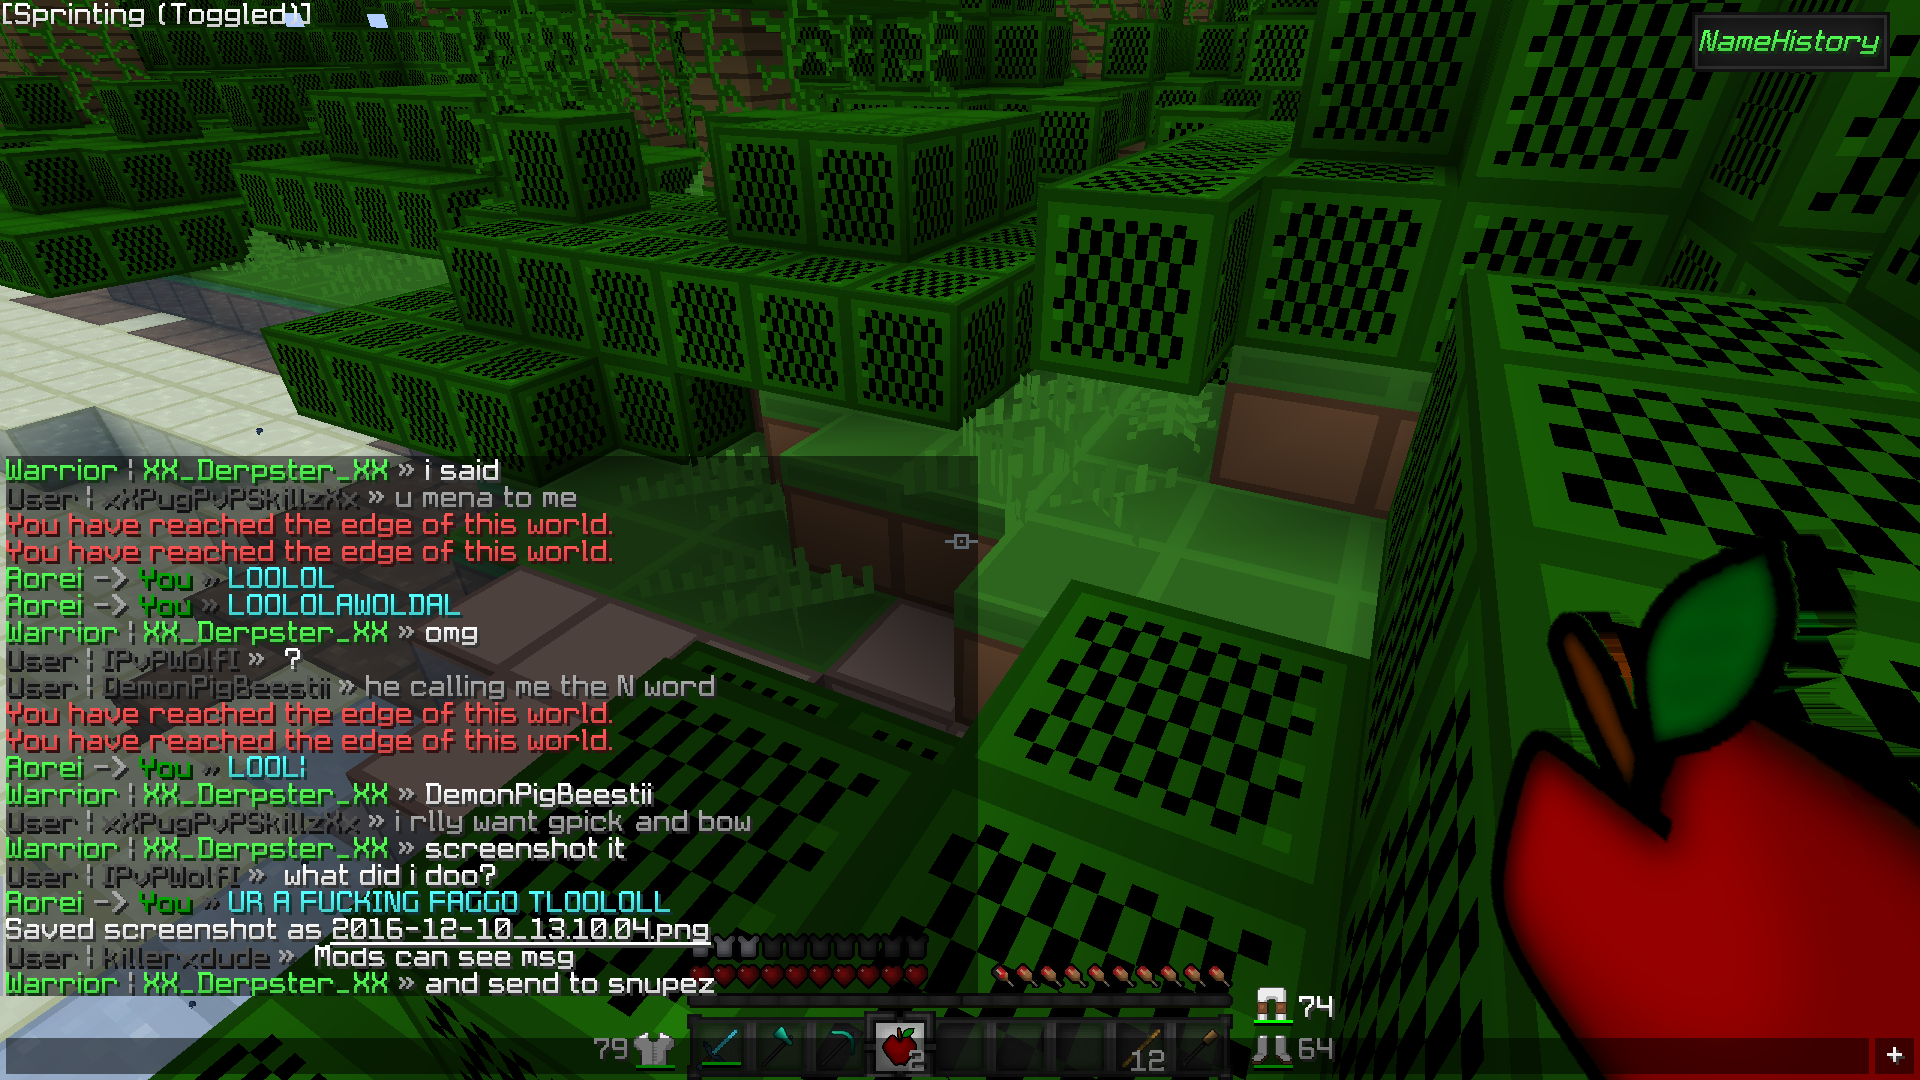 [Sprinting (Toggled)]
NameHistory
Warrior ¦ XX_Derpster_XX » i said
User ¦ xXPugPvPSkillzXx » u mena to me
You have reached the edge of this world.
You have reached the edge of this world.
Aorei -> You » LOOLOL
Aorei -> You » LOOLOLAWOLDAL
Warrior ¦ XX_Derpster_XX » omg
User ¦ IPvPWolfI » ?
User ¦ DemonPigBeestii » he calling me the N word
You have reached the edge of this world.
You have reached the edge of this world.
Aorei -> You » LOOL¦
Warrior ¦ XX_Derpster_XX » DemonPigBeestii
User ¦ xXPugPvPSkillzXx » i rlly want gpick and bow
Warrior ¦ XX_Derpster_XX » screenshot it
User ¦ IPvPWolfI » what did i doo?
Aorei -> You » UR A FUCKING FAGGO TLOOLOLL
Saved screenshot as 2016-12-10_13.10.04.png
User ¦ killerxdude » Mods can see msg
Warrior ¦ XX_Derpster_XX » and send to snupez
74
79
2
12
64
+